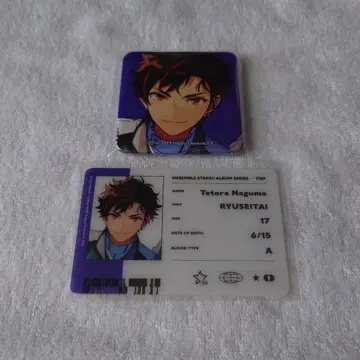 ENSEMBLE STARS!! ALBUM SERIES - TRIP
NAME Tetora Nagumo
UNIT RYUSEITAI
AGE 17
DATE OF BIRTH 6/15
BLOOD TYPE A